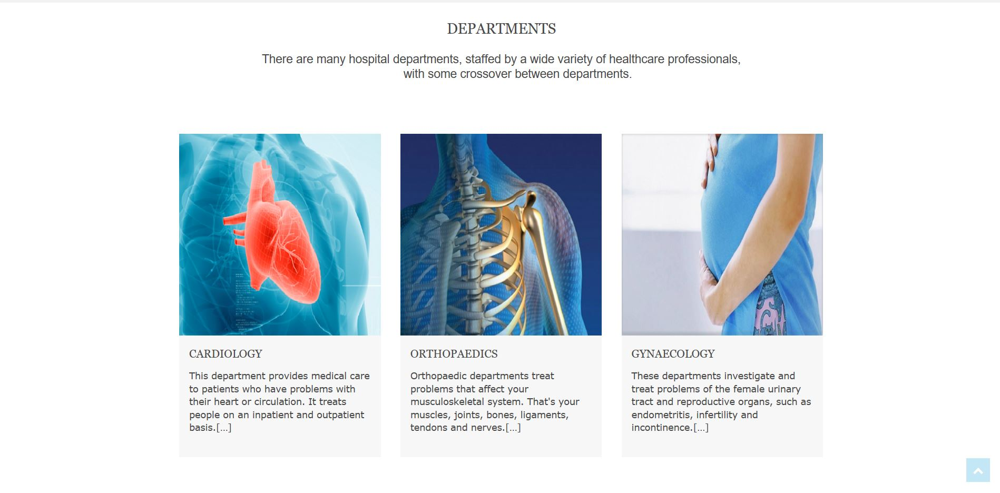 DEPARTMENTS
There are many hospital departments, staffed by a wide variety of healthcare professionals,
with some crossover between departments.
CARDIOLOGY
This department provides medical care
to patients who have problems with
their heart or circulation. It treats
people on an inpatient and outpatient
basis.[...]
ORTHOPAEDICS
Orthopaedic departments treat
problems that affect your
musculoskeletal system. That's your
muscles, joints, bones, ligaments,
tendons and nerves.[...]
GYNAECOLOGY
These departments investigate and
treat problems of the female urinary
tract and reproductive organs, such as
endometritis, infertility and
incontinence.[...]